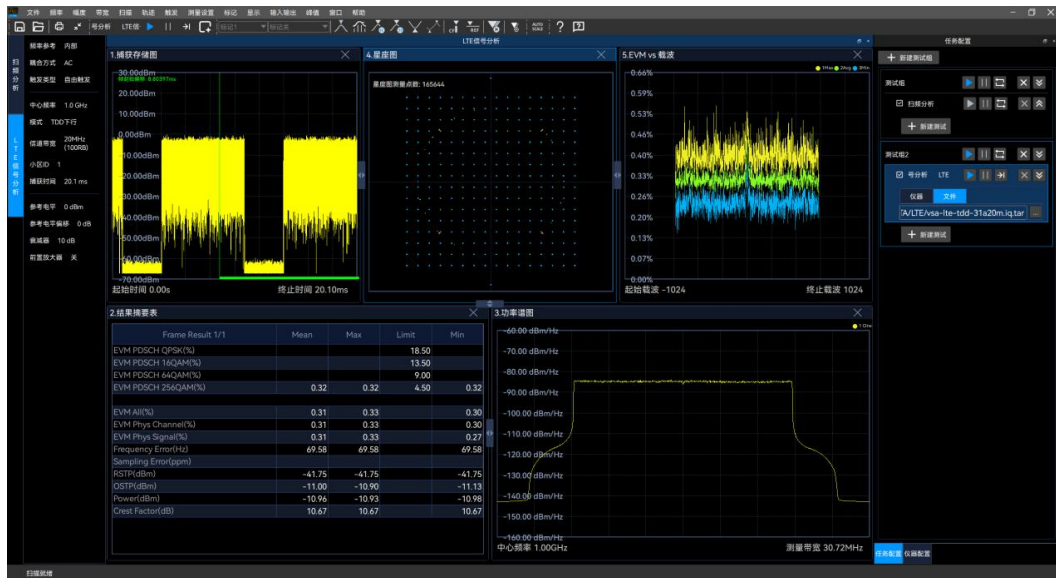 文件 频率 幅度 带宽 扫描 轨迹 触发 测量设置 标记 显示 输入输出 峰值 窗口 帮助
号分析 LTE信 标记1 标记关 cf REF AUTO
LTE信号分析
任务配置
扫频分析
LTE信号分析
频率参考 内部
耦合方式 AC
触发类型 自由触发
中心频率 1.0 GHz
模式 TDD下行
信道带宽 20MHz (100RB)
小区ID 1
捕获时间 20.1 ms
参考电平 0 dBm
参考电平偏移 0 dB
衰减器 10 dB
前置放大器 关
1.捕获存储图
30.00dBm
20.00dBm
10.00dBm
0.00dBm
-10.00dBm
-20.00dBm
-30.00dBm
-40.00dBm
-50.00dBm
-60.00dBm
-70.00dBm
起始时间 0.00s 终止时间 20.10ms
4.星座图
星座图测量点数: 165644
5.EVM vs 载波
1Max 2Avg 3Min
0.66%
0.59%
0.53%
0.46%
0.40%
0.33%
0.26%
0.20%
0.13%
0.07%
0.00%
起始载波 -1024 终止载波 1024
2.结果摘要表
Frame Result 1/1 Mean Max Limit Min
EVM PDSCH QPSK(%) 18.50
EVM PDSCH 16QAM(%) 13.50
EVM PDSCH 64QAM(%) 9.00
EVM PDSCH 256QAM(%) 0.32 0.32 4.50 0.32
EVM All(%) 0.31 0.33 0.30
EVM Phys Channel(%) 0.31 0.33 0.30
EVM Phys Signal(%) 0.31 0.33 0.27
Frequency Error(Hz) 69.58 69.58 69.58
Sampling Error(ppm)
RSTP(dBm) -41.75 -41.75 -41.75
OSTP(dBm) -11.00 -10.90 -11.13
Power(dBm) -10.96 -10.93 -10.98
Crest Factor(dB) 10.67 10.67 10.67
3.功率谱图
1 Clrw
-60.00 dBm/Hz
-70.00 dBm/Hz
-80.00 dBm/Hz
-90.00 dBm/Hz
-100.00 dBm/Hz
-110.00 dBm/Hz
-120.00 dBm/Hz
-130.00 dBm/Hz
-140.00 dBm/Hz
-150.00 dBm/Hz
-160.00 dBm/Hz
中心频率 1.00GHz 测量带宽 30.72MHz
新建测试组
测试组
扫频分析
新建测试
测试组2
号分析 LTE
仪器 文件
TA/LTE/vsa-lte-tdd-31a20m.iq.tar ...
新建测试
任务配置 仪器配置
扫描就绪